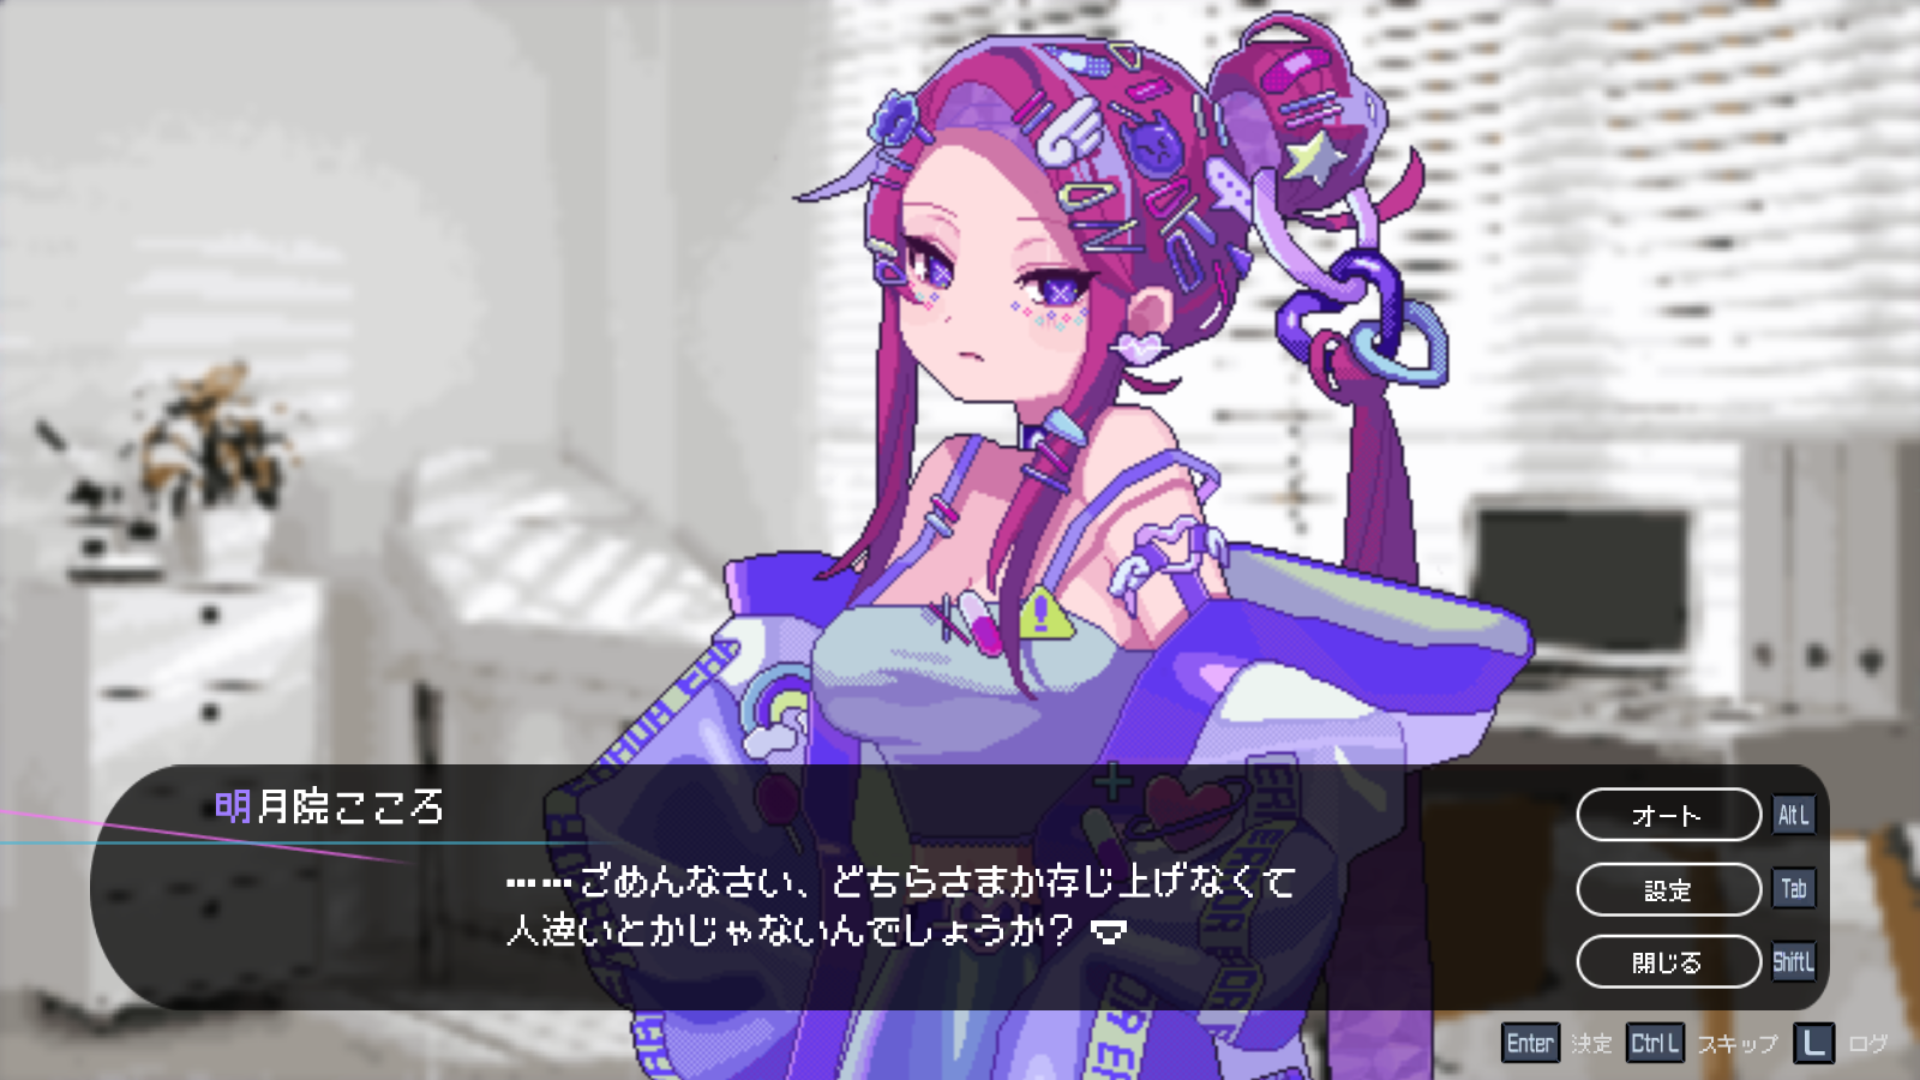 明月院こころ
……ごめんなさい、どちらさまか存じ上げなくて
人違いとかじゃないんでしょうか？
オート
Alt L
設定
Tab
閉じる
Shift L
Enter 決定 Ctrl L スキップ L ログ
ERROR